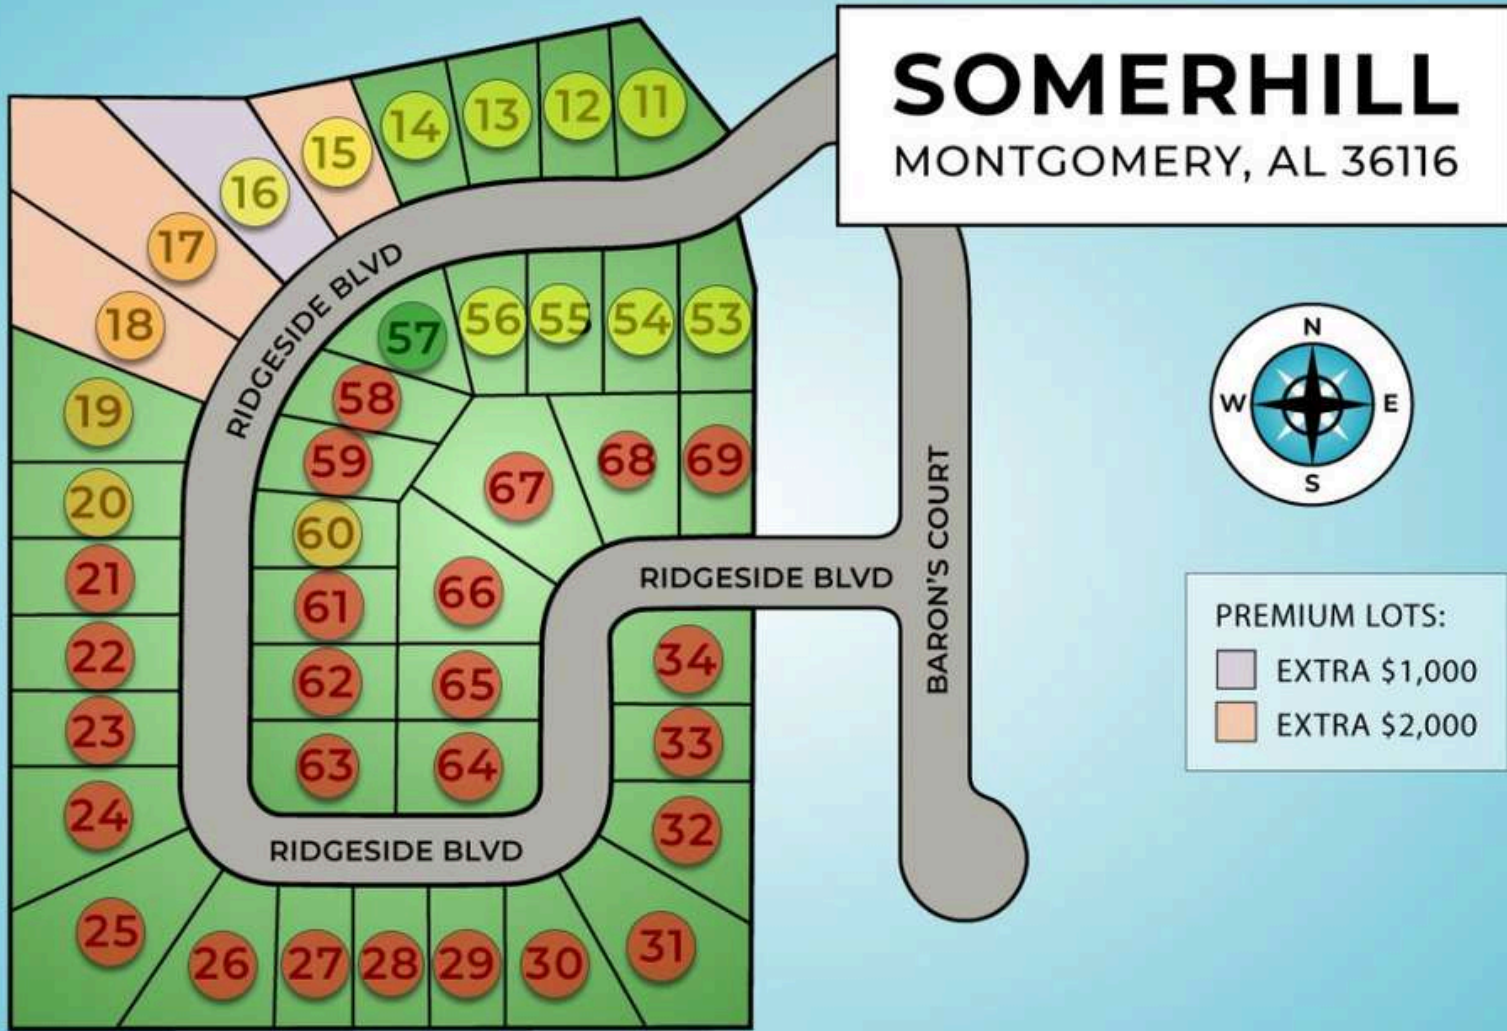 SOMERHILL
MONTGOMERY, AL 36116
14 13 12 11
15
16
17
18
RIDGESIDE BLVD
57 56 55 54 53
58
19
59 67 68 69
20 60
21 61 66
RIDGESIDE BLVD
BARON'S COURT
22 62 65 34
23 63 64 33
24 32
RIDGESIDE BLVD
25 26 27 28 29 30 31
N
W E
S
PREMIUM LOTS:
EXTRA $1,000
EXTRA $2,000